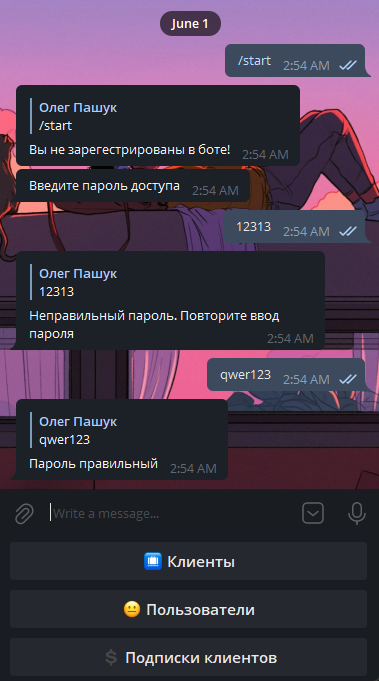 June 1
/start 2:54 AM
Олег Пашук
/start
Вы не зарегестрированы в боте! 2:54 AM
Введите пароль доступа 2:54 AM
12313 2:54 AM
Олег Пашук
12313
Неправильный пароль. Повторите ввод
пароля 2:54 AM
qwer123 2:54 AM
Олег Пашук
qwer123
Пароль правильный 2:54 AM
Write a message...
Клиенты
Пользователи
$ Подписки клиентов